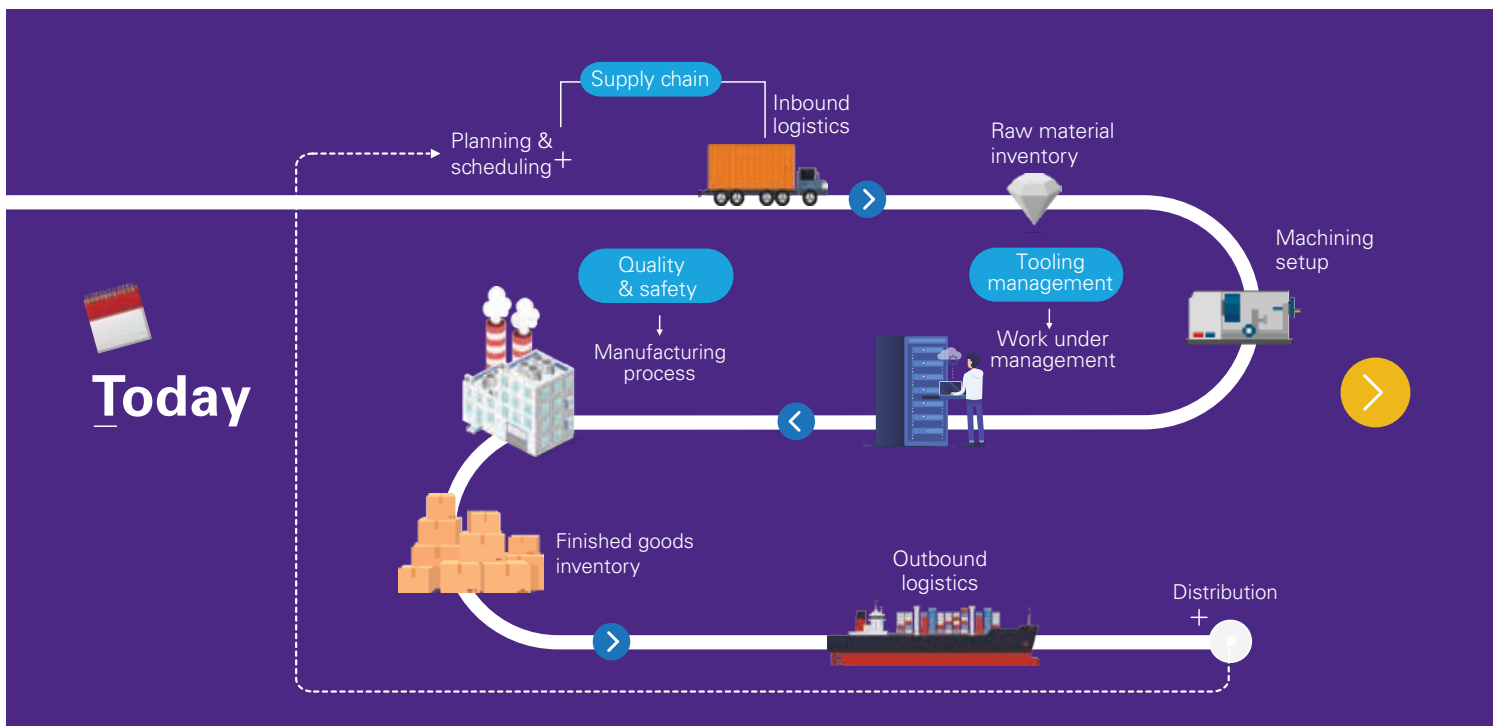 Supply chain
Planning &
scheduling
Inbound
logistics
Raw material
inventory
Machining
setup
Quality
& safety
Tooling
management
Manufacturing
process
Work under
management
Today
Finished goods
inventory
Outbound
logistics
Distribution